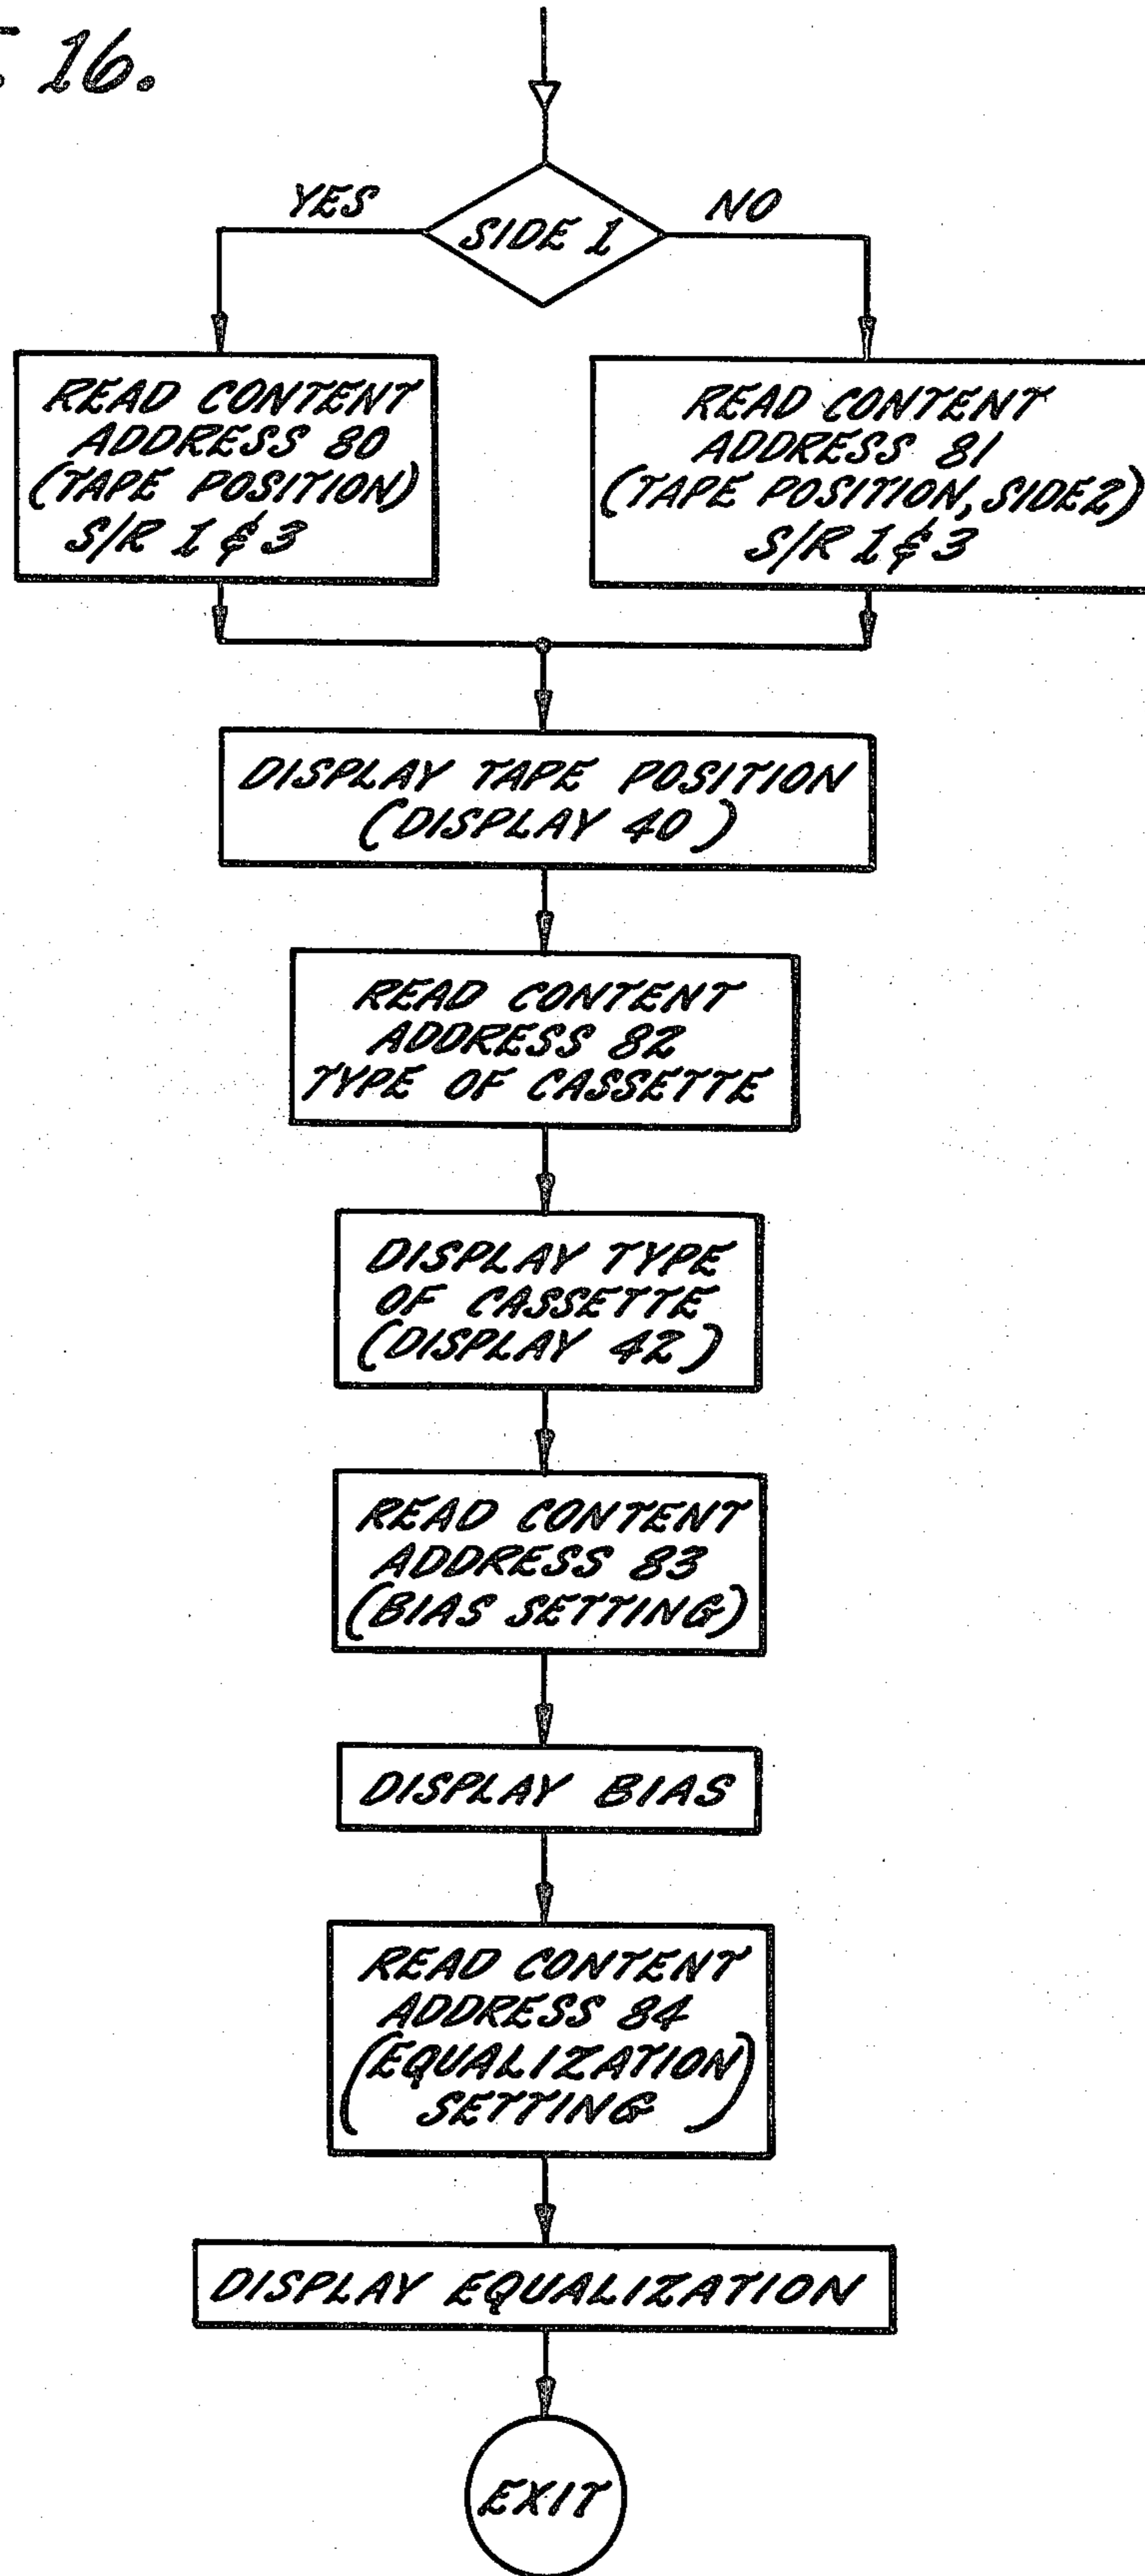 16.
YES
SIDE 1
NO
READ CONTENT
ADDRESS 80
(TAPE POSITION)
S/R 1 & 3
READ CONTENT
ADDRESS 81
(TAPE POSITION, SIDE2)
S/R 1 & 3
DISPLAY TAPE POSITION
(DISPLAY 40)
READ CONTENT
ADDRESS 82
TYPE OF CASSETTE
DISPLAY TYPE
OF CASSETTE
(DISPLAY 42)
READ CONTENT
ADDRESS 83
(BIAS SETTING)
DISPLAY BIAS
READ CONTENT
ADDRESS 84
(EQUALIZATION
SETTING)
DISPLAY EQUALIZATION
EXIT